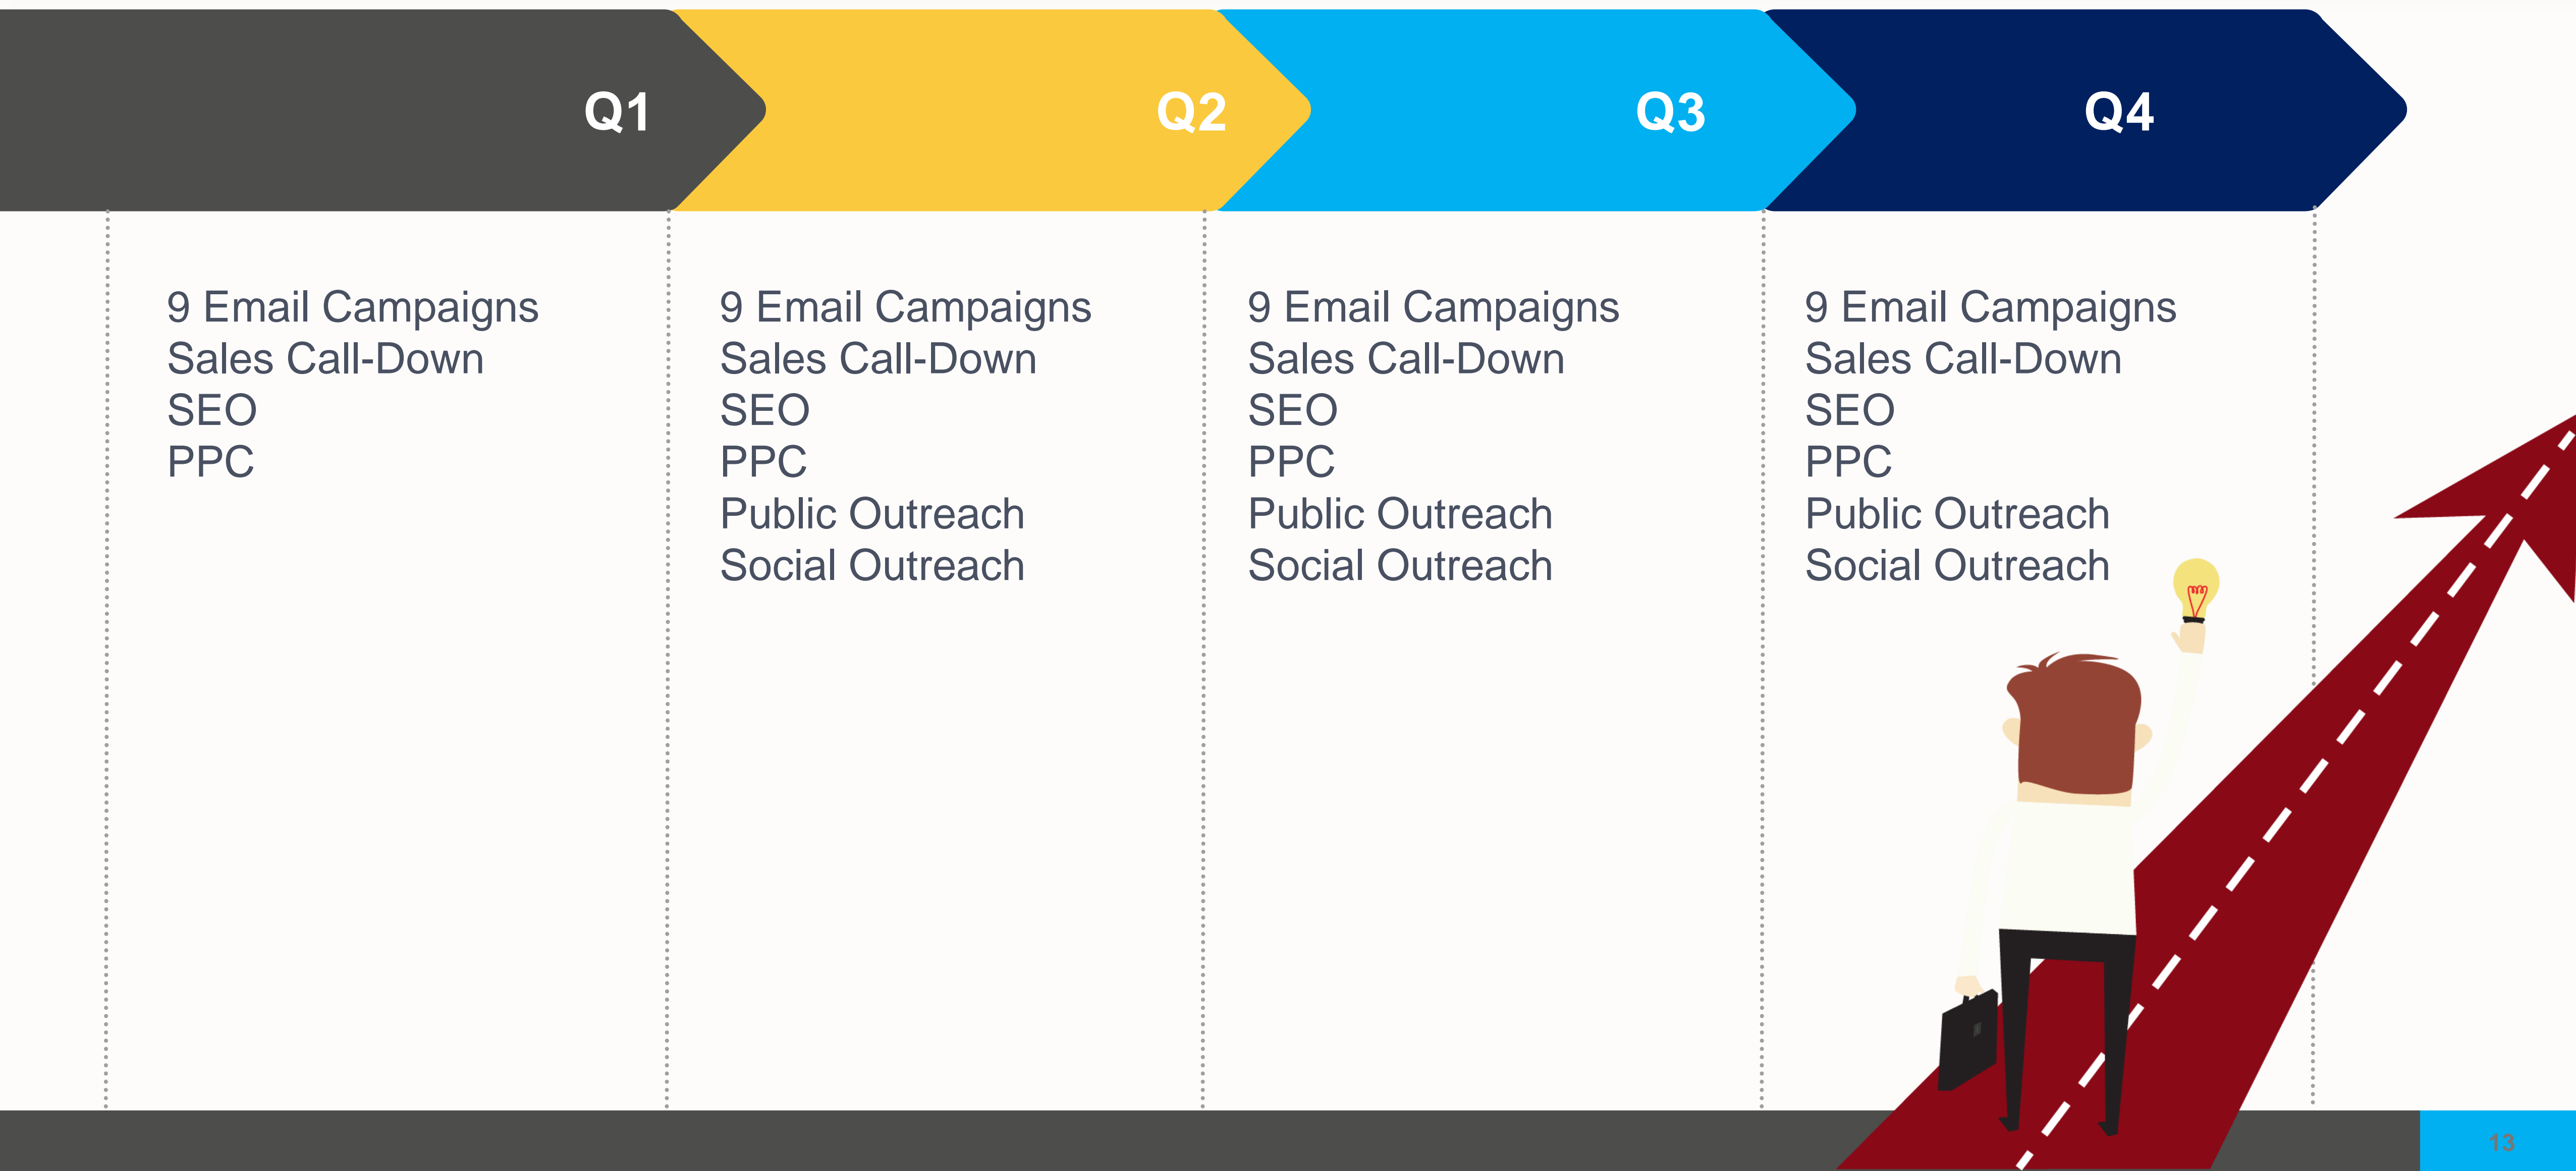 Q1
Q2
Q3
Q4
9 Email Campaigns
Sales Call-Down
SEO
PPC
9 Email Campaigns
Sales Call-Down
SEO
PPC
Public Outreach
Social Outreach
9 Email Campaigns
Sales Call-Down
SEO
PPC
Public Outreach
Social Outreach
9 Email Campaigns
Sales Call-Down
SEO
PPC
Public Outreach
Social Outreach
13